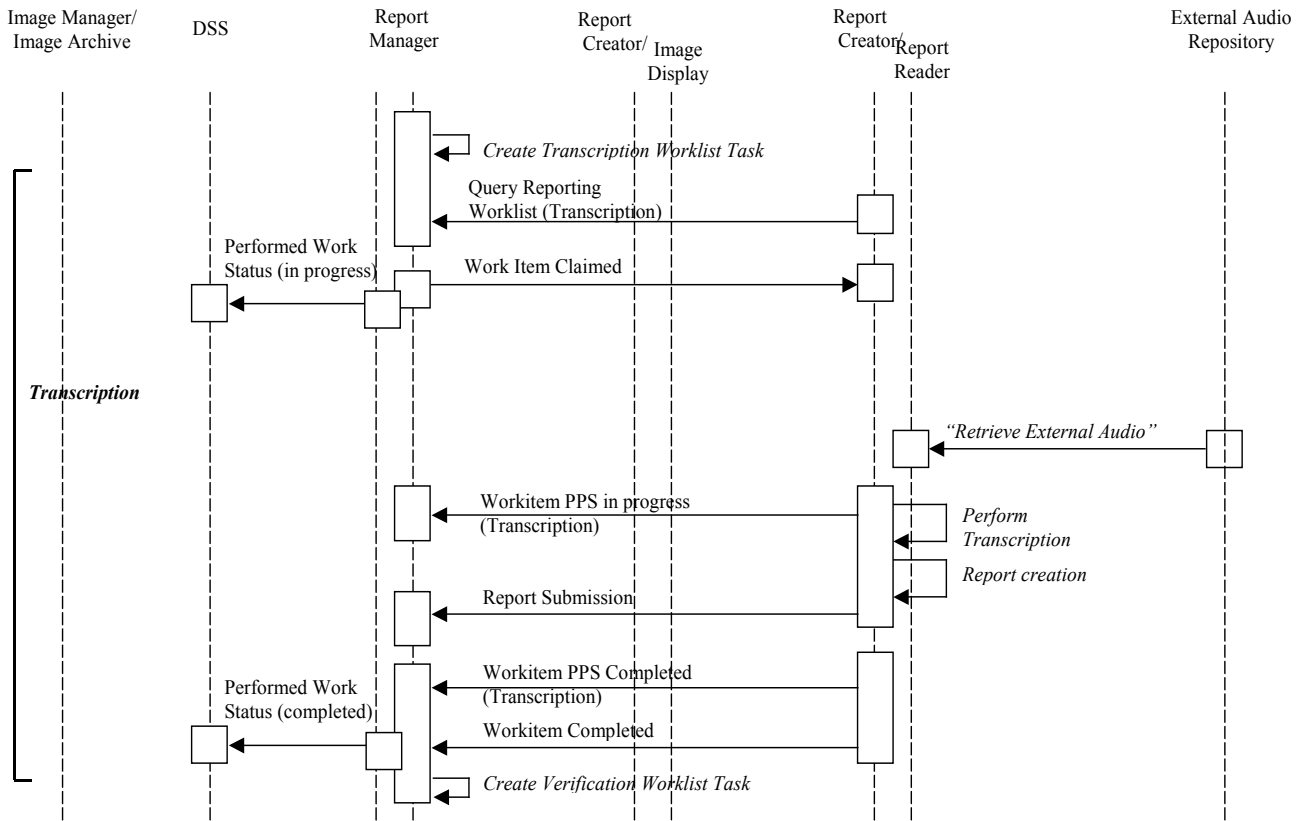 Image Manager/
Image Archive
DSS
Report
Manager
Report
Creator/
Image
Display
Report
Creator/
Report
Reader
External Audio
Repository
Create Transcription Worklist Task
Query Reporting
Worklist (Transcription)
Performed Work
Status (in progress)
Work Item Claimed
Transcription
“Retrieve External Audio”
Workitem PPS in progress
(Transcription)
Perform
Transcription
Report creation
Report Submission
Workitem PPS Completed
(Transcription)
Performed Work
Status (completed)
Workitem Completed
Create Verification Worklist Task